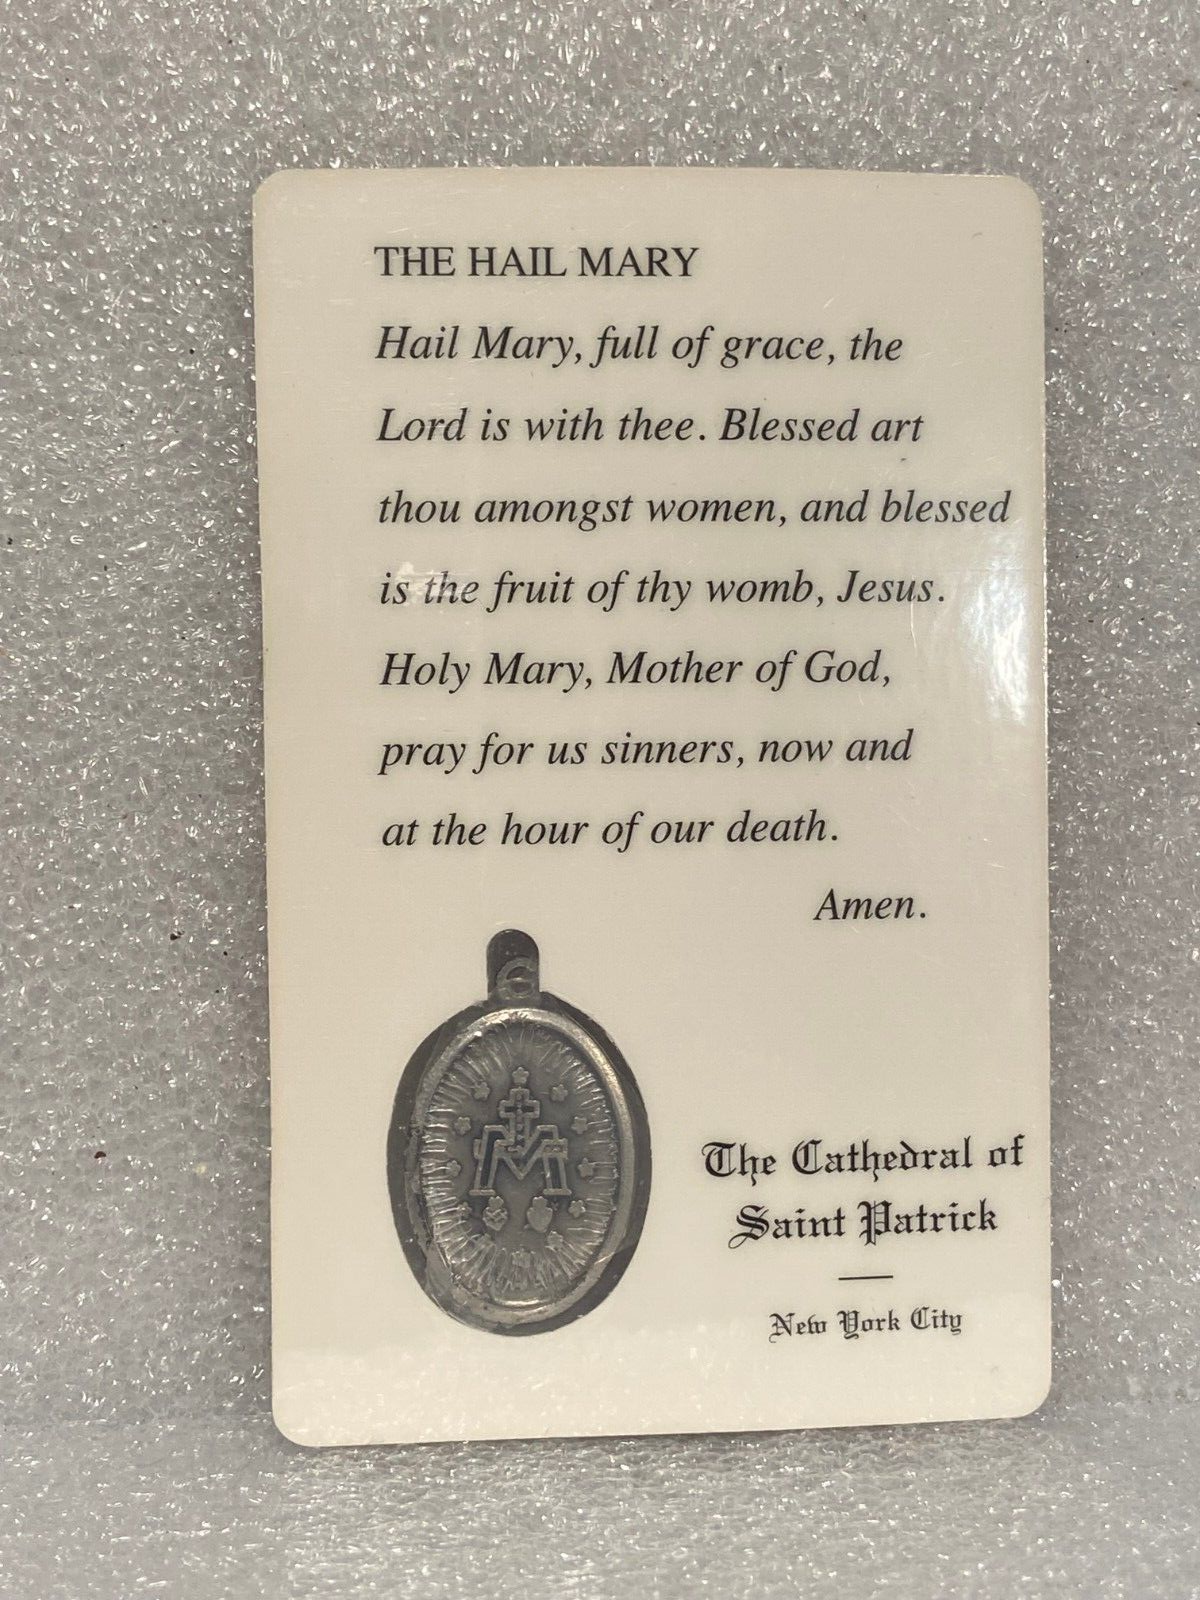 THE HAIL MARY
Hail Mary, full of grace, the
Lord is with thee. Blessed art
thou amongst women, and blessed
is the fruit of thy womb, Jesus.
Holy Mary, Mother of God,
pray for us sinners, now and
at the hour of our death.
Amen.
M
The Cathedral of
Saint Patrick
New York City